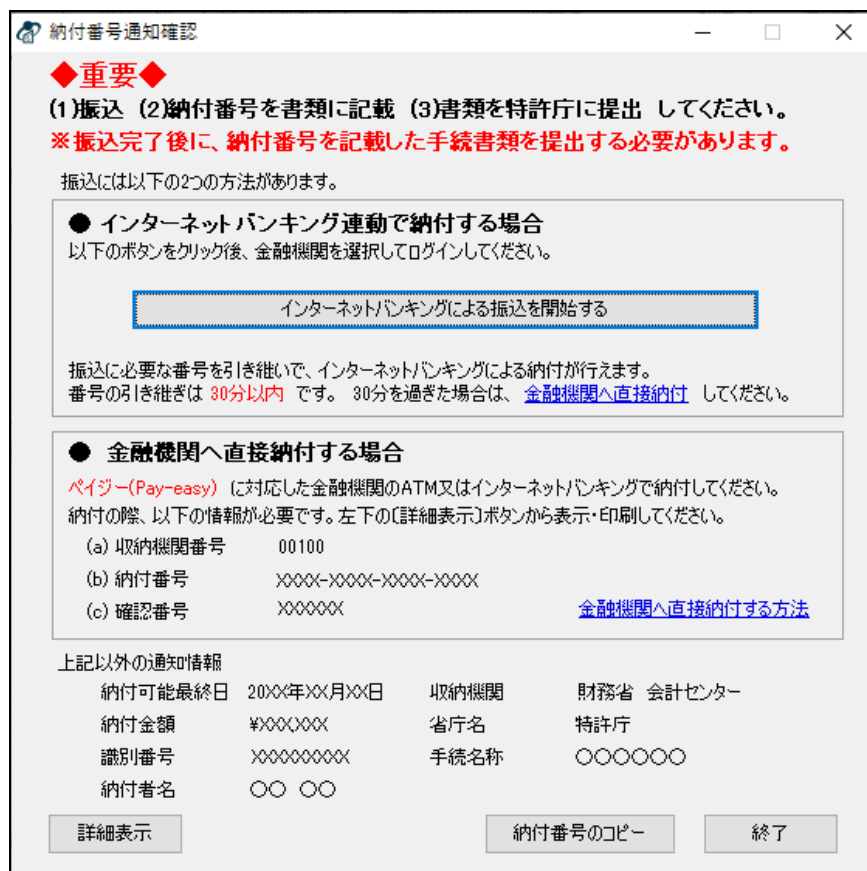 納付番号通知確認
◆重要◆
(1)振込 (2)納付番号を書類に記載 (3)書類を特許庁に提出 してください。
※振込完了後に、納付番号を記載した手続書類を提出する必要があります。
振込には以下の2つの方法があります。
● インターネットバンキング連動で納付する場合
以下のボタンをクリック後、金融機関を選択してログインしてください。
インターネットバンキングによる振込を開始する
振込に必要な番号を引き継いで、インターネットバンキングによる納付が行えます。
番号の引き継ぎは 30分以内 です。 30分を過ぎた場合は、 金融機関へ直接納付 してください。
● 金融機関へ直接納付する場合
ペイジー(Pay-easy) に対応した金融機関のATM又はインターネットバンキングで納付してください。
納付の際、以下の情報が必要です。左下の〔詳細表示〕ボタンから表示・印刷してください。
(a) 収納機関番号 00100
(b) 納付番号 XXXX-XXXX-XXXX-XXXX
(c) 確認番号 XXXXXX 金融機関へ直接納付する方法
上記以外の通知情報
納付可能最終日 20XX年XX月XX日 収納機関 財務省 会計センター
納付金額 ¥XXX,XXX 省庁名 特許庁
識別番号 XXXXXXXXX 手続名称 〇〇〇〇〇〇
納付者名 〇〇 〇〇
詳細表示 納付番号のコピー 終了